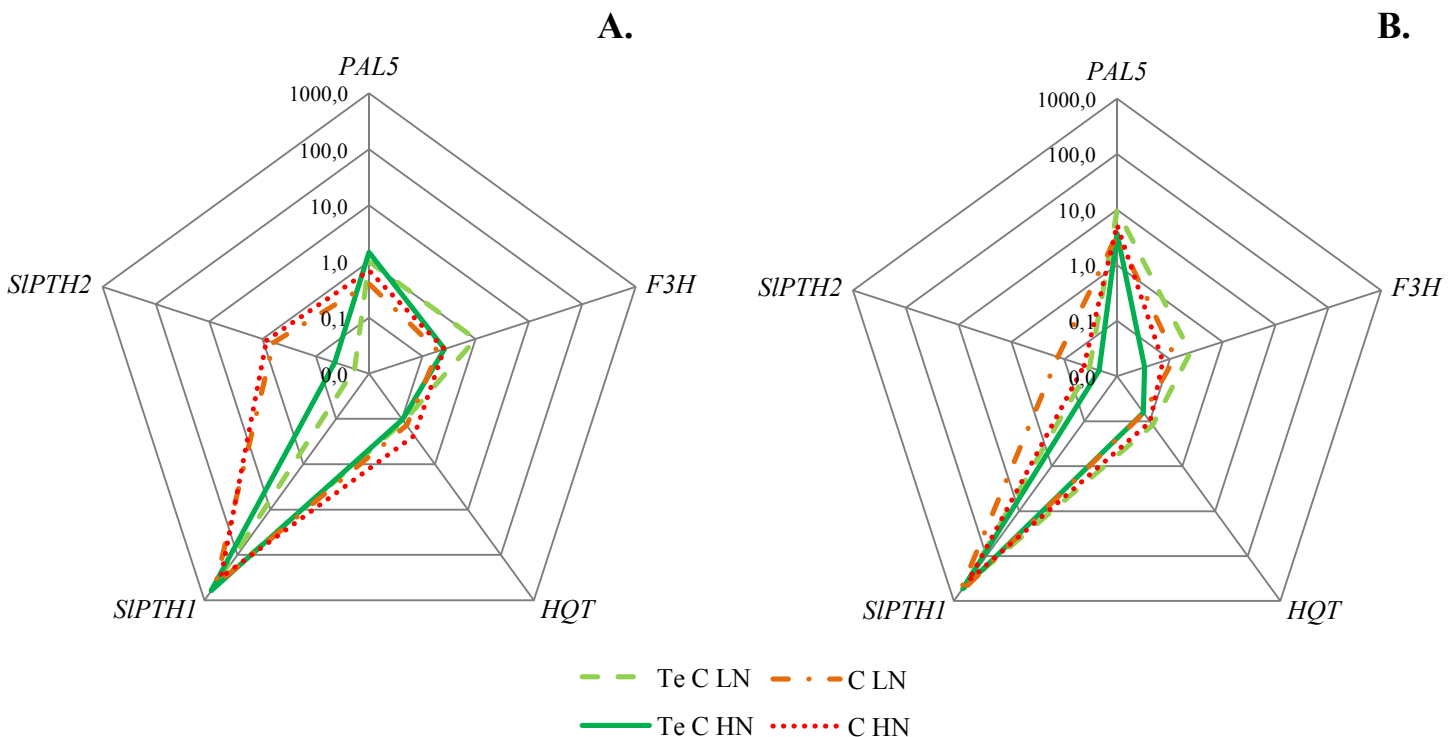 A.
PAL5
1000,0
100,0
10,0
1,0
0,1
0,0
SlPTH2
F3H
SlPTH1
HQT
B.
PAL5
1000,0
100,0
10,0
1,0
0,1
0,0
SlPTH2
F3H
SlPTH1
HQT
Te C LN
C LN
Te C HN
C HN